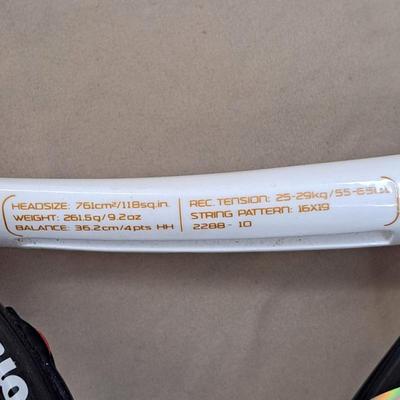 HEADSIZE: 761cm²/118sq.in.
WEIGHT: 261.5g/9.2oz
BALANCE: 36.2cm/4pts HH
REC. TENSION: 25-29kg/55-65lbs
STRING PATTERN: 16X19
2288 - 10